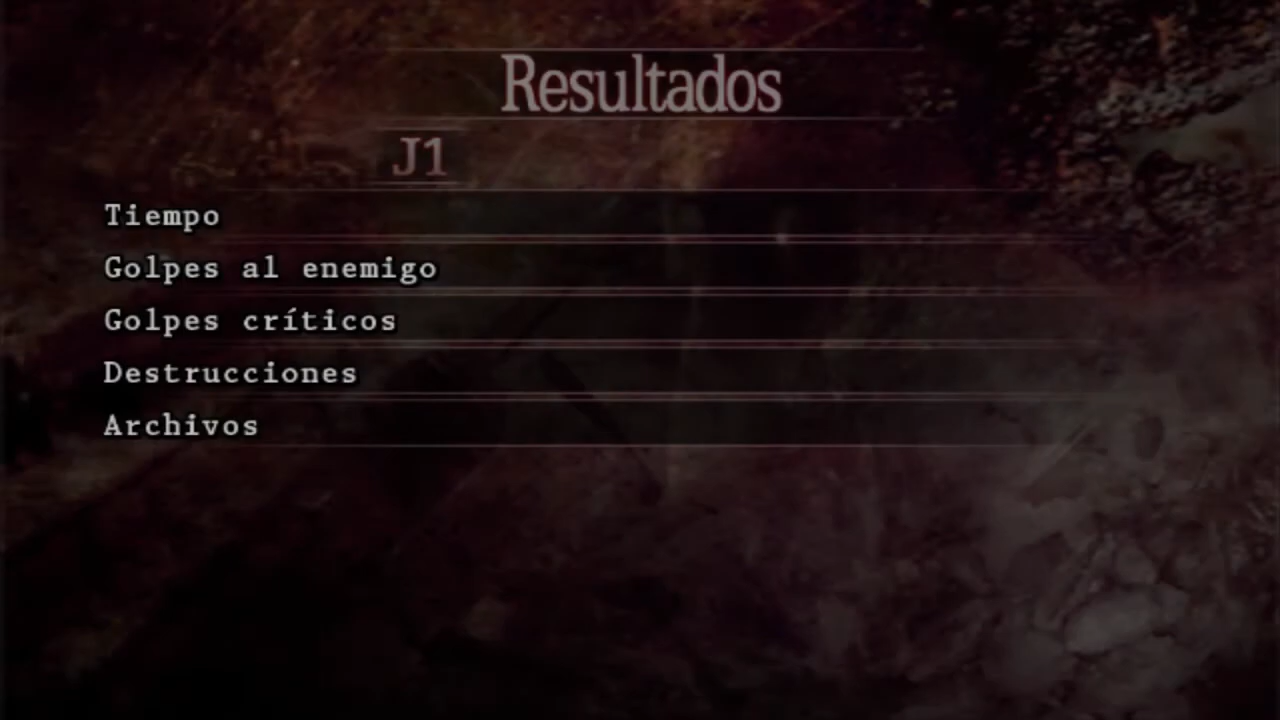 Resultados
J1
Tiempo
Golpes al enemigo
Golpes críticos
Destrucciones
Archivos